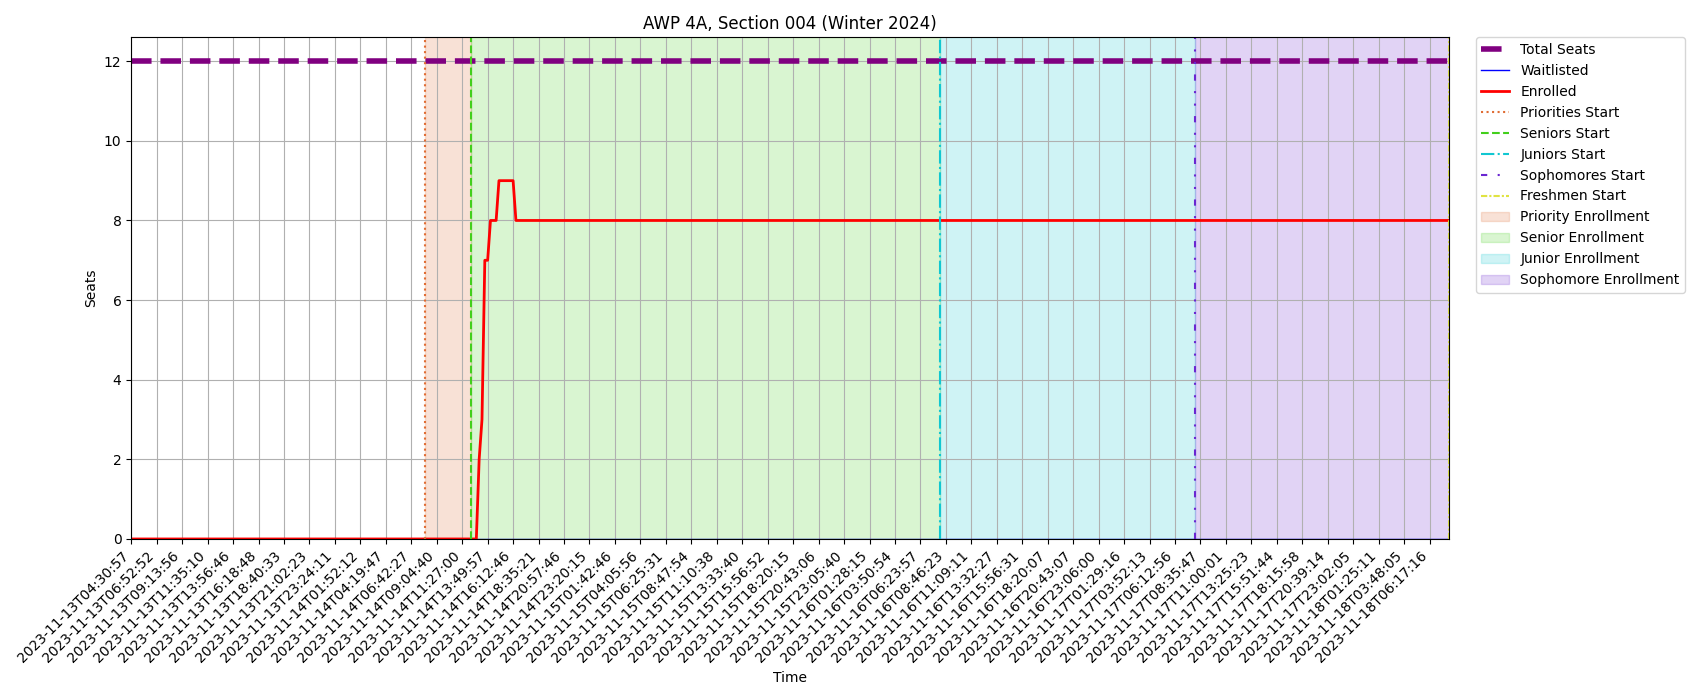 AWP 4A, Section 004 (Winter 2024)
Total Seats
Waitlisted
Enrolled
Priorities Start
Seniors Start
Juniors Start
Sophomores Start
Freshmen Start
Priority Enrollment
Senior Enrollment
Junior Enrollment
Sophomore Enrollment
Seats
12
10
8
6
4
2
0
2023-11-13T04:30:57
2023-11-13T06:52:52
2023-11-13T09:13:56
2023-11-13T11:35:10
2023-11-13T13:56:46
2023-11-13T16:18:48
2023-11-13T18:40:33
2023-11-13T21:02:23
2023-11-13T23:24:11
2023-11-14T01:52:12
2023-11-14T04:19:47
2023-11-14T06:42:27
2023-11-14T09:04:40
2023-11-14T11:27:00
2023-11-14T13:49:57
2023-11-14T16:12:46
2023-11-14T18:35:21
2023-11-14T20:57:46
2023-11-14T23:20:15
2023-11-15T01:42:46
2023-11-15T04:05:56
2023-11-15T06:25:31
2023-11-15T08:47:54
2023-11-15T11:10:38
2023-11-15T13:33:40
2023-11-15T15:56:52
2023-11-15T18:20:15
2023-11-15T20:43:06
2023-11-15T23:05:40
2023-11-16T01:28:15
2023-11-16T03:50:54
2023-11-16T06:23:57
2023-11-16T08:46:23
2023-11-16T11:09:11
2023-11-16T13:32:27
2023-11-16T15:56:31
2023-11-16T18:20:07
2023-11-16T20:43:07
2023-11-16T23:06:00
2023-11-17T01:29:16
2023-11-17T03:52:13
2023-11-17T06:12:56
2023-11-17T08:35:47
2023-11-17T11:00:01
2023-11-17T13:25:23
2023-11-17T15:51:44
2023-11-17T18:15:58
2023-11-17T20:39:14
2023-11-17T23:02:05
2023-11-18T01:25:11
2023-11-18T03:48:05
2023-11-18T06:17:16
Time